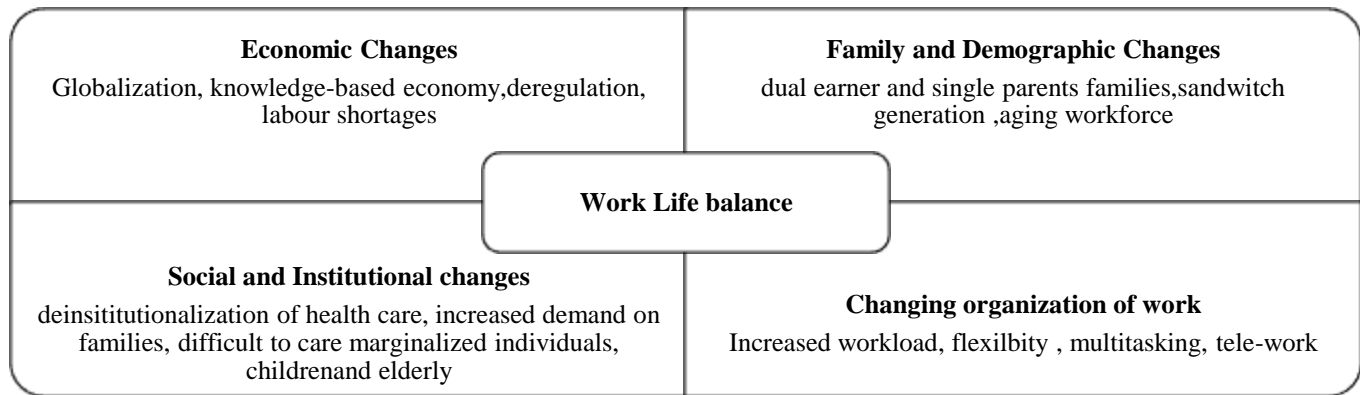 Economic Changes
Globalization, knowledge-based economy,deregulation,
labour shortages
Family and Demographic Changes
dual earner and single parents families,sandwitch
generation ,aging workforce
Work Life balance
Social and Institutional changes
deinsititutionalization of health care, increased demand on
families, difficult to care marginalized individuals,
childrenand elderly
Changing organization of work
Increased workload, flexilbity , multitasking, tele-work